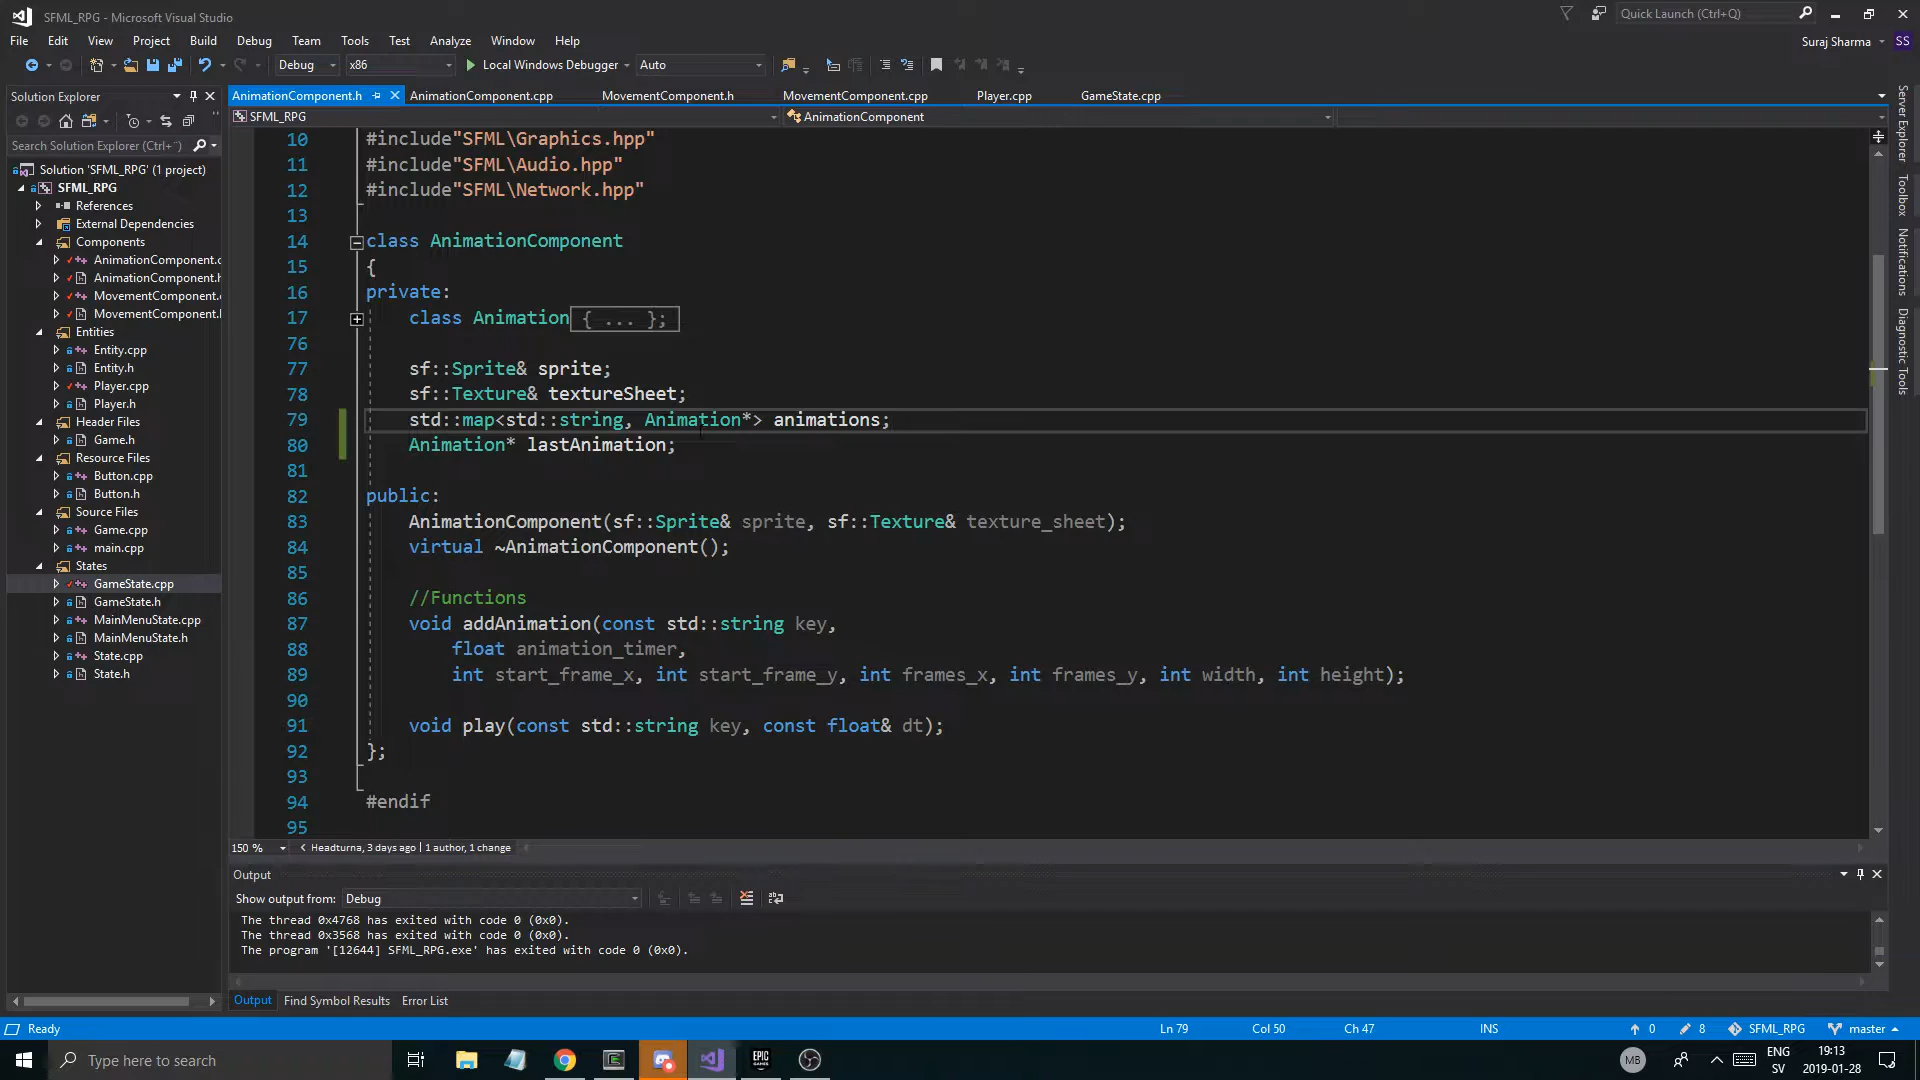 SFML_RPG - Microsoft Visual Studio
Quick Launch (Ctrl+Q)
File Edit View Project Build Debug Team Tools Test Analyze Window Help
Suraj Sharma SS
Debug x86 Local Windows Debugger Auto
Solution Explorer
AnimationComponent.h AnimationComponent.cpp MovementComponent.h MovementComponent.cpp Player.cpp GameState.cpp
SFML_RPG AnimationComponent
Search Solution Explorer (Ctrl+¨)
Solution 'SFML_RPG' (1 project)
SFML_RPG
References
External Dependencies
Components
AnimationComponent.c
AnimationComponent.h
MovementComponent.c
MovementComponent.h
Entities
Entity.cpp
Entity.h
Player.cpp
Player.h
Header Files
Game.h
Resource Files
Button.cpp
Button.h
Source Files
Game.cpp
main.cpp
States
GameState.cpp
GameState.h
MainMenuState.cpp
MainMenuState.h
State.cpp
State.h
10 #include"SFML\Graphics.hpp"
11 #include"SFML\Audio.hpp"
12 #include"SFML\Network.hpp"
13
14 class AnimationComponent
15 {
16 private:
17 class Animation{ ... };
76
77 sf::Sprite& sprite;
78 sf::Texture& textureSheet;
79 std::map<std::string, Animation*> animations;
80 Animation* lastAnimation;
81
82 public:
83 AnimationComponent(sf::Sprite& sprite, sf::Texture& texture_sheet);
84 virtual ~AnimationComponent();
85
86 //Functions
87 void addAnimation(const std::string key,
88 float animation_timer,
89 int start_frame_x, int start_frame_y, int frames_x, int frames_y, int width, int height);
90
91 void play(const std::string key, const float& dt);
92 };
93
94 #endif
95
150 % Headturna, 3 days ago | 1 author, 1 change
Output
Show output from: Debug
The thread 0x4768 has exited with code 0 (0x0).
The thread 0x3568 has exited with code 0 (0x0).
The program '[12644] SFML_RPG.exe' has exited with code 0 (0x0).
Output Find Symbol Results Error List
Server Explorer
Toolbox
Notifications
Diagnostic Tools
Ready Ln 79 Col 50 Ch 47 INS 0 8 SFML_RPG master
Type here to search
EPIC GAMES
MB
ENG
SV
19:13
2019-01-28